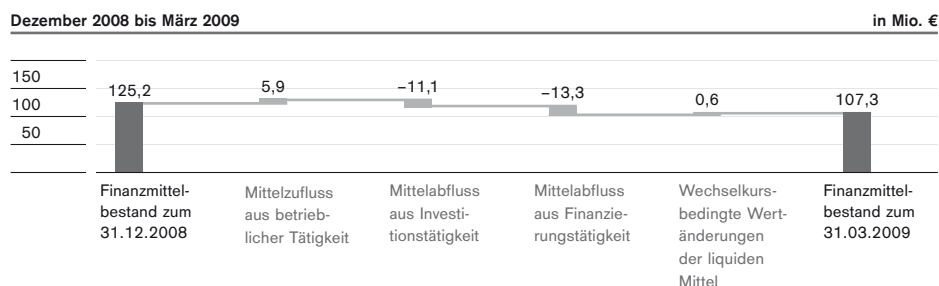 Dezember 2008 bis März 2009 in Mio. €
150
100
50
125,2
5,9
−11,1
−13,3
0,6
107,3
Finanzmittel-
bestand zum
31.12.2008
Mittelzufluss
aus betrieb-
licher Tätigkeit
Mittelabfluss
aus Investi-
tionstätigkeit
Mittelabfluss
aus Finanzie-
rungstätigkeit
Wechselkurs-
bedingte Wert-
änderungen
der liquiden
Mittel
Finanzmittel-
bestand zum
31.03.2009